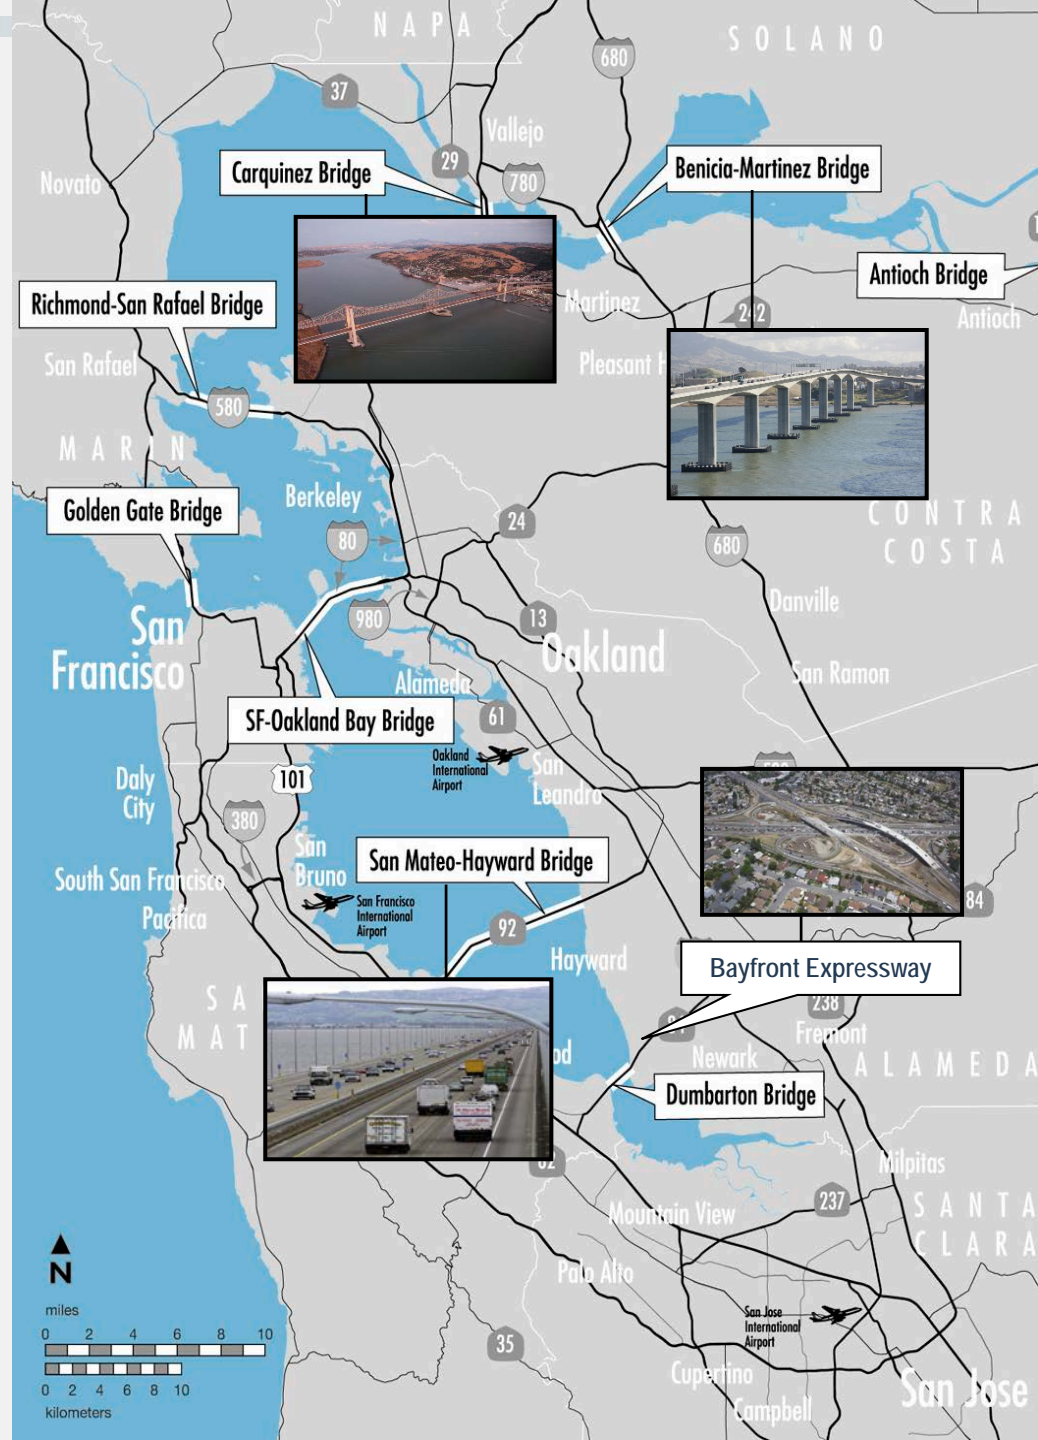 NAPA
SOLANO
680
37
Vallejo
29
780
Carquinez Bridge
Benicia-Martinez Bridge
Novato
Antioch Bridge
Richmond-San Rafael Bridge
Martinez
242
Antioch
San Rafael
Pleasant H
580
MARIN
Berkeley
Golden Gate Bridge
24
CONTRA
COSTA
80
680
980
13
Danville
San
Francisco
Oakland
San Ramon
Alameda
SF-Oakland Bay Bridge
61
Oakland
International
Airport
San
Leandro
Daly
City
101
380
San
Bruno
San Mateo-Hayward Bridge
South San Francisco
Pacifica
San Francisco
International
Airport
92
84
Hayward
Bayfront Expressway
SA
MAT
238
Fremont
84
od
Newark
ALAMEDA
Dumbarton Bridge
Milpitas
237
SANTA
CLARA
Mountain View
Palo Alto
N
miles
0 2 4 6 8 10
0 2 4 6 8 10
kilometers
San Jose
International
Airport
35
Cupertino
Campbell
San Jose